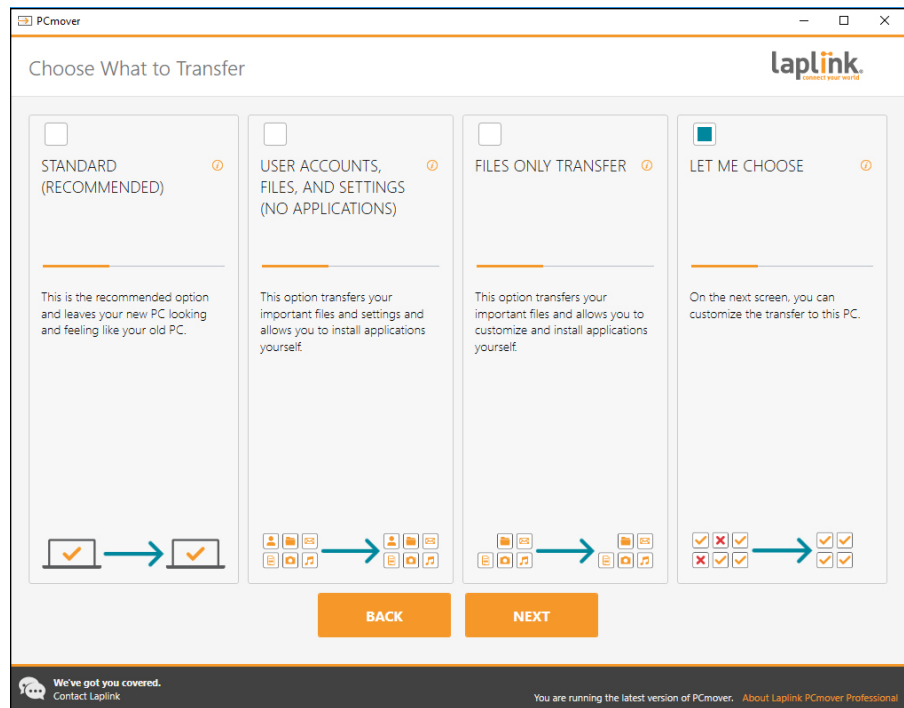 PCmover
Choose What to Transfer
laplink.
connect your world
STANDARD
(RECOMMENDED)
This is the recommended option
and leaves your new PC looking
and feeling like your old PC.
USER ACCOUNTS,
FILES, AND SETTINGS
(NO APPLICATIONS)
This option transfers your
important files and settings and
allows you to install applications
yourself.
FILES ONLY TRANSFER
This option transfers your
important files and allows you to
customize and install applications
yourself.
LET ME CHOOSE
On the next screen, you can
customize the transfer to this PC.
BACK
NEXT
We've got you covered.
Contact Laplink
You are running the latest version of PCmover. About Laplink PCmover Professional